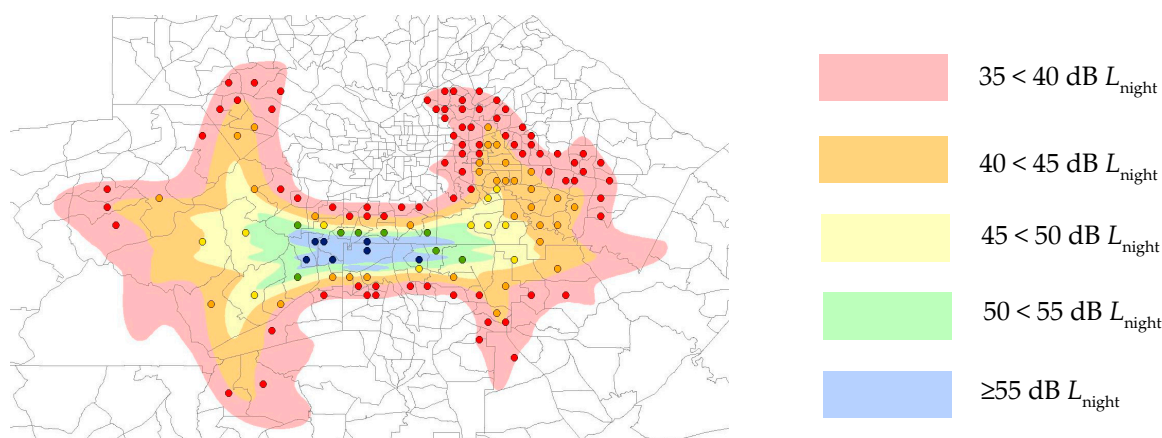 35 < 40 dB Lnight
40 < 45 dB Lnight
45 < 50 dB Lnight
50 < 55 dB Lnight
≥55 dB Lnight